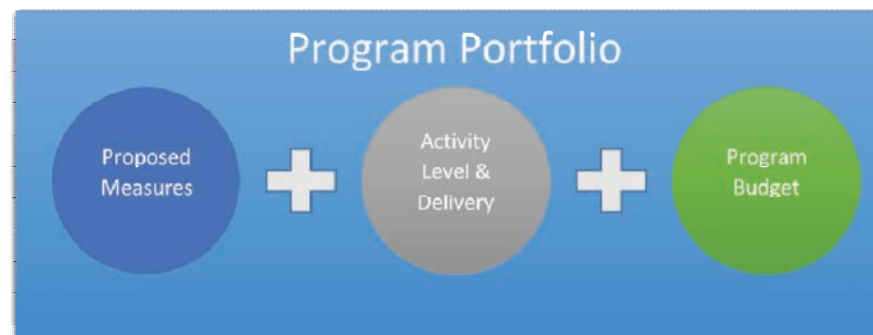 Program Portfolio
Proposed
Measures
Activity
Level &
Delivery
Program
Budget